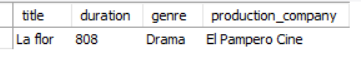 title duration genre production_company
La flor 808 Drama El Pampero Cine